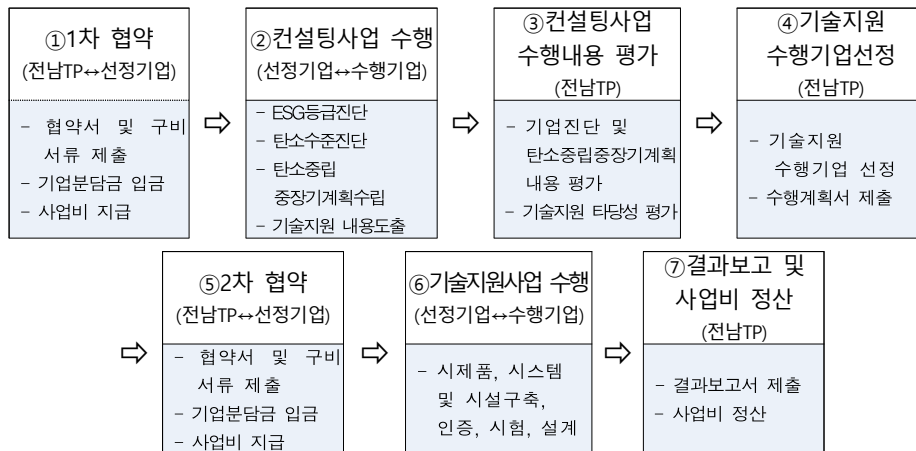 ①1차 협약
(전남TP↔선정기업)
- 협약서 및 구비
서류 제출
- 기업분담금 입금
- 사업비 지급
⇨
②컨설팅사업 수행
(선정기업↔수행기업)
- ESG등급진단
- 탄소수준진단
- 탄소중립
중장기계획수립
- 기술지원 내용도출
⇨
③컨설팅사업
수행내용 평가
(전남TP)
- 기업진단 및
탄소중립중장기계획
내용 평가
- 기술지원 타당성 평가
⇨
④기술지원
수행기업선정
(전남TP)
- 기술지원
수행기업 선정
- 수행계획서 제출
⇨
⑤2차 협약
(전남TP↔선정기업)
- 협약서 및 구비
서류 제출
- 기업분담금 입금
- 사업비 지급
⇨
⑥기술지원사업 수행
(선정기업↔수행기업)
- 시제품, 시스템
및 시설구축,
인증, 시험, 설계
⇨
⑦결과보고 및
사업비 정산
(전남TP)
- 결과보고서 제출
- 사업비 정산